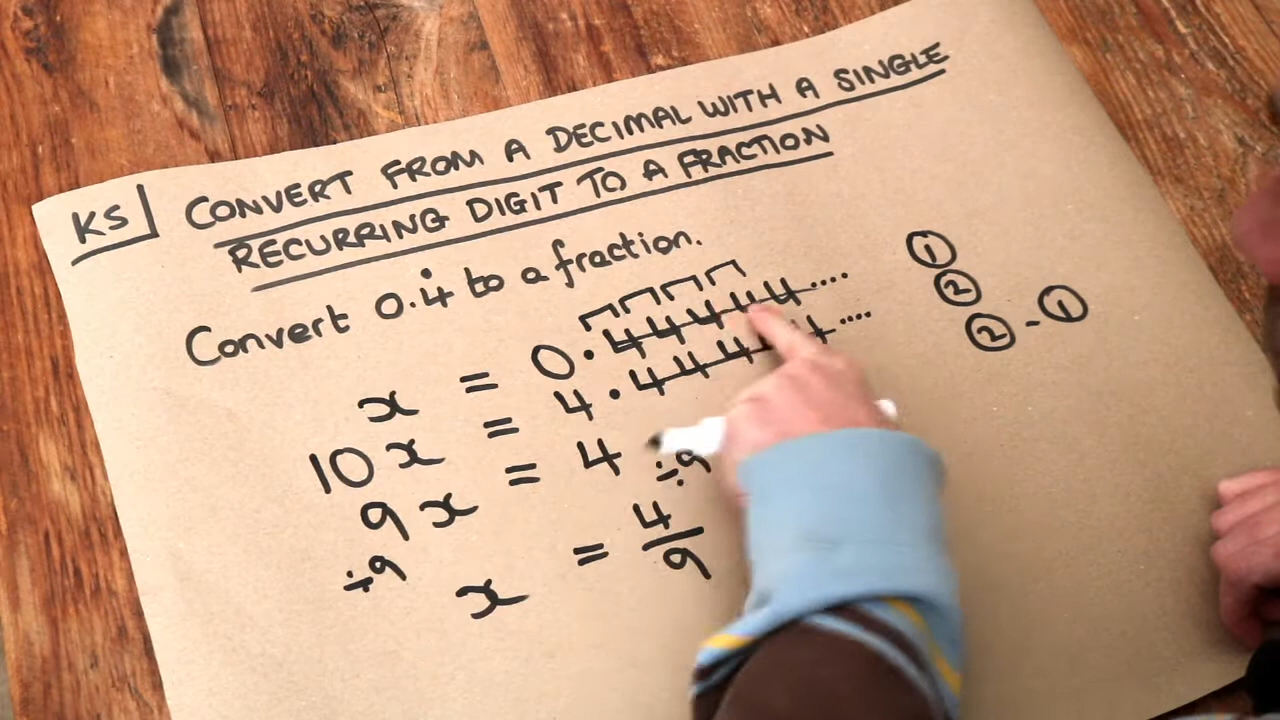 KS
CONVERT FROM A DECIMAL WITH A SINGLE
RECURRING DIGIT TO A FRACTION
Convert 0.4̇ to a fraction.
x = 0.44444.... ①
10x = 4.4444.... ②
9x = 4 ② - ①
÷9 ÷9
x = 4/9